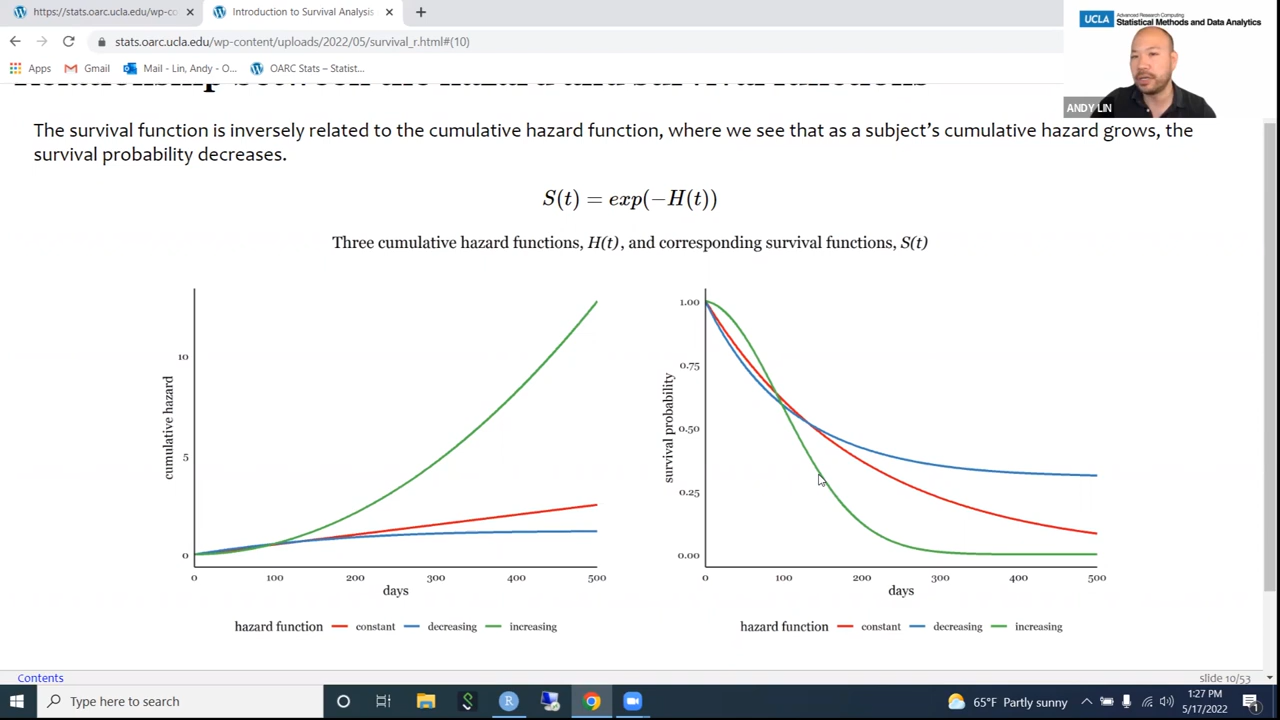 https://stats.oarc.ucla.edu/wp-co
Introduction to Survival Analysis
stats.oarc.ucla.edu/wp-content/uploads/2022/05/survival_r.html#(10)
Apps
Gmail
Mail - Lin, Andy - O...
OARC Stats – Statist...
UCLA
Advanced Research Computing
Statistical Methods and Data Analytics
ANDY LIN
Relationship between the hazard and survival functions
The survival function is inversely related to the cumulative hazard function, where we see that as a subject's cumulative hazard grows, the
survival probability decreases.
S(t) = exp(−H(t))
Three cumulative hazard functions, H(t), and corresponding survival functions, S(t)
cumulative hazard
10
5
0
0 100 200 300 400 500
days
hazard function constant decreasing increasing
survival probability
1.00
0.75
0.50
0.25
0.00
0 100 200 300 400 500
days
hazard function constant decreasing increasing
Contents
slide 10/53
Type here to search
65°F Partly sunny
1:27 PM
5/17/2022